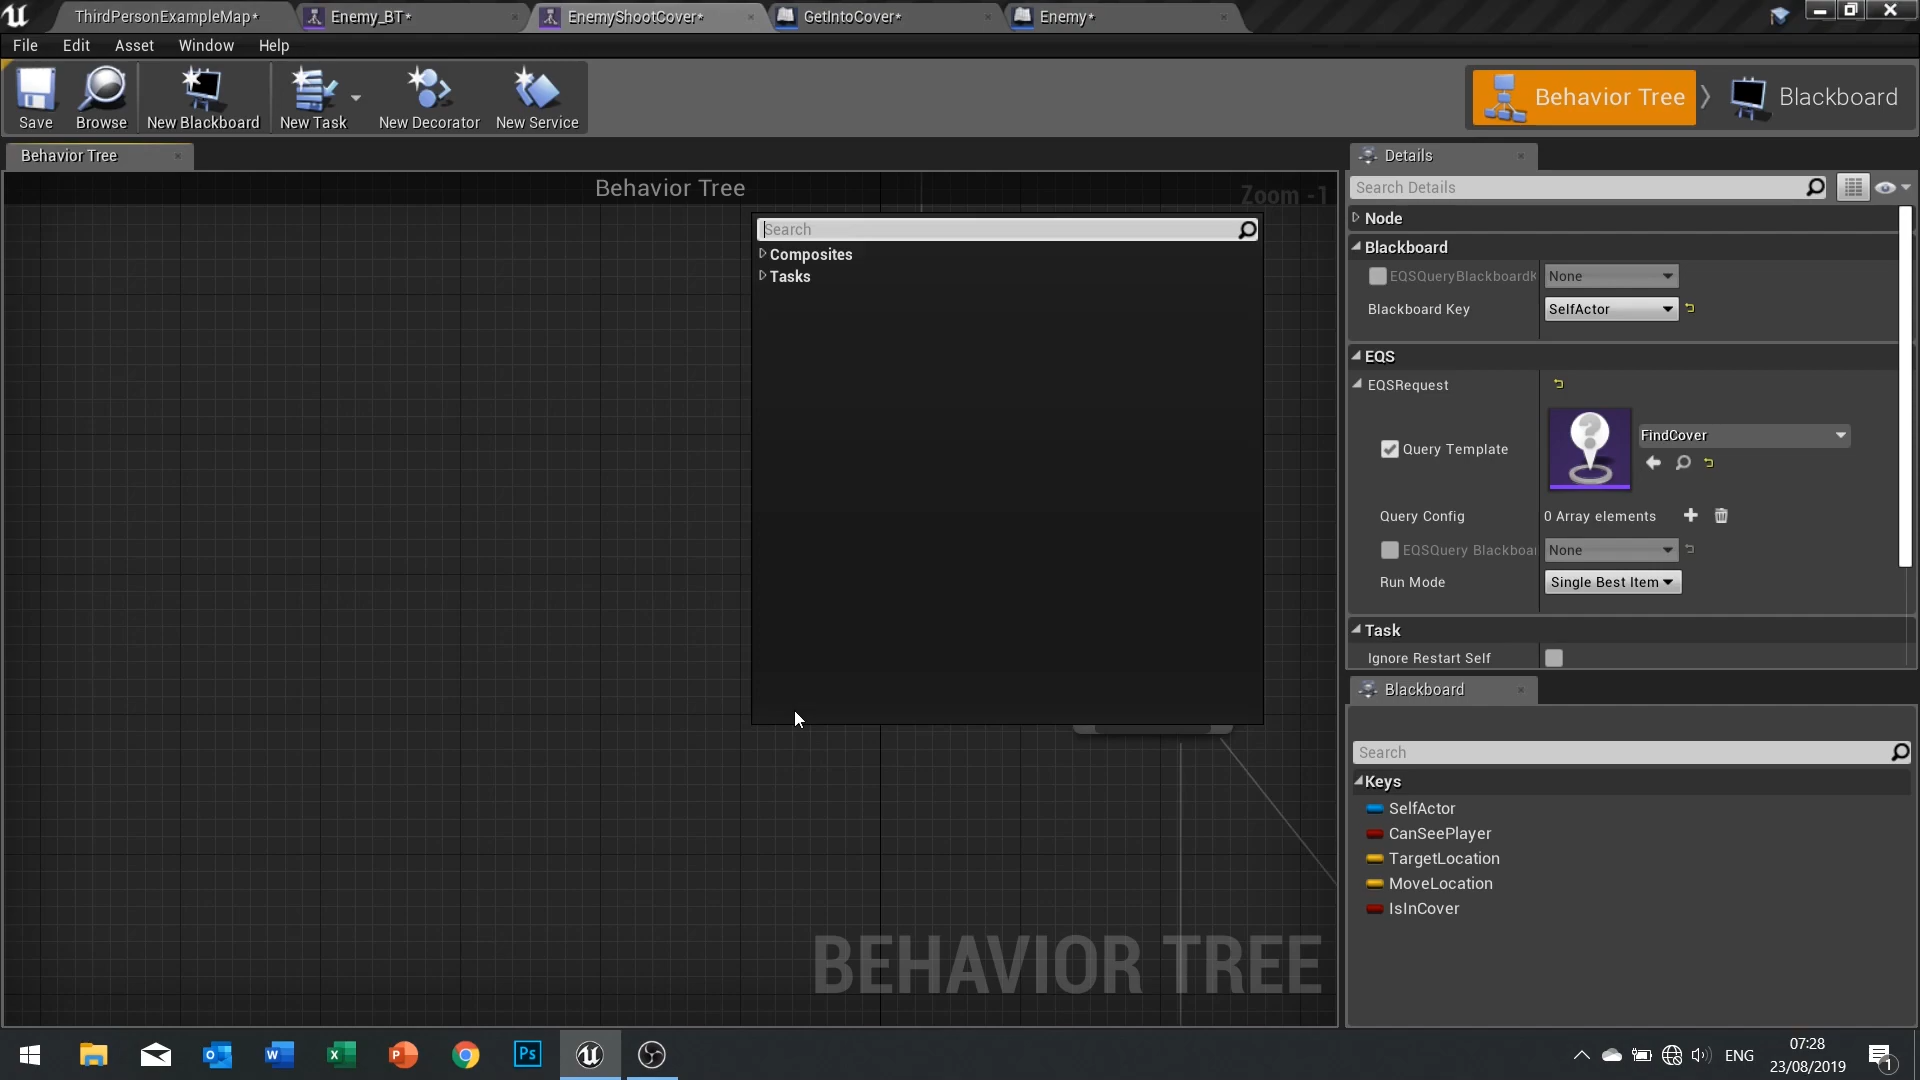 ThirdPersonExampleMap*
Enemy_BT*
EnemyShootCover*
GetIntoCover*
Enemy*
File Edit Asset Window Help
Save
Browse
New Blackboard
New Task
New Decorator
New Service
Behavior Tree
Blackboard
Behavior Tree
Behavior Tree
Zoom -1
Search
Composites
Tasks
BEHAVIOR TREE
Details
Search Details
Node
Blackboard
EQSQueryBlackboardK None
Blackboard Key SelfActor
EQS
EQSRequest
Query Template FindCover
Query Config 0 Array elements
EQSQuery Blackboar None
Run Mode Single Best Item
Task
Ignore Restart Self
Blackboard
Search
Keys
SelfActor
CanSeePlayer
TargetLocation
MoveLocation
IsInCover
ENG
07:28
23/08/2019
1